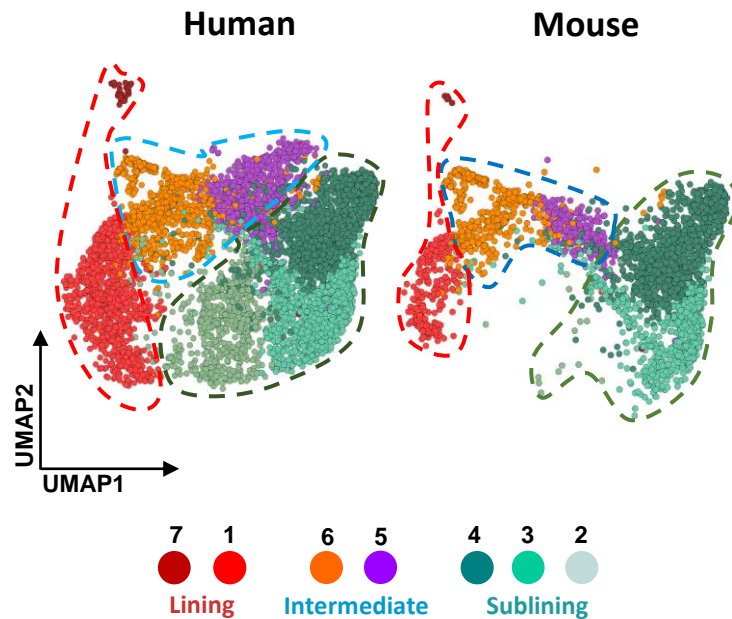 Human Mouse
UMAP2
UMAP1
7 1 6 5 4 3 2
Lining Intermediate Sublining